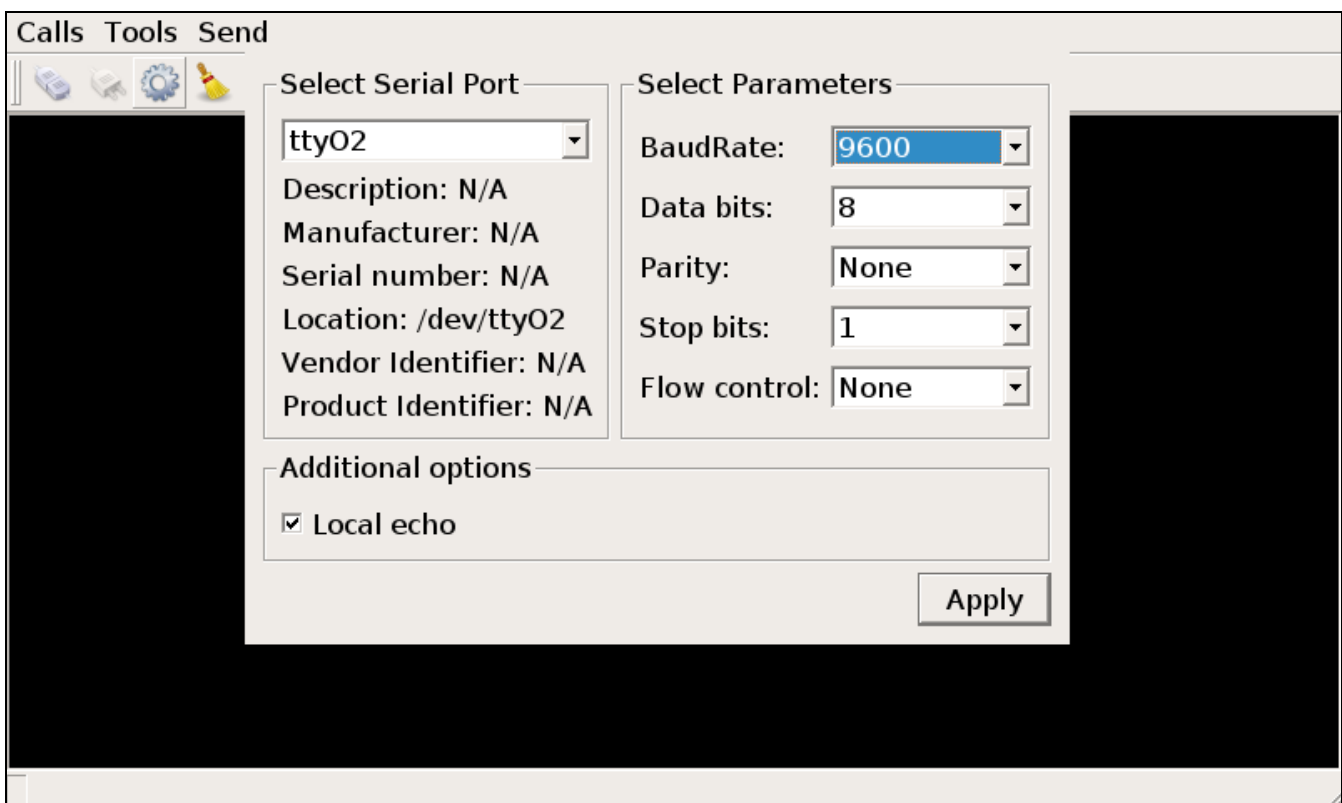 Calls Tools Send
Select Serial Port
ttyO2
Description: N/A
Manufacturer: N/A
Serial number: N/A
Location: /dev/ttyO2
Vendor Identifier: N/A
Product Identifier: N/A
Select Parameters
BaudRate: 9600
Data bits: 8
Parity: None
Stop bits: 1
Flow control: None
Additional options
Local echo
Apply